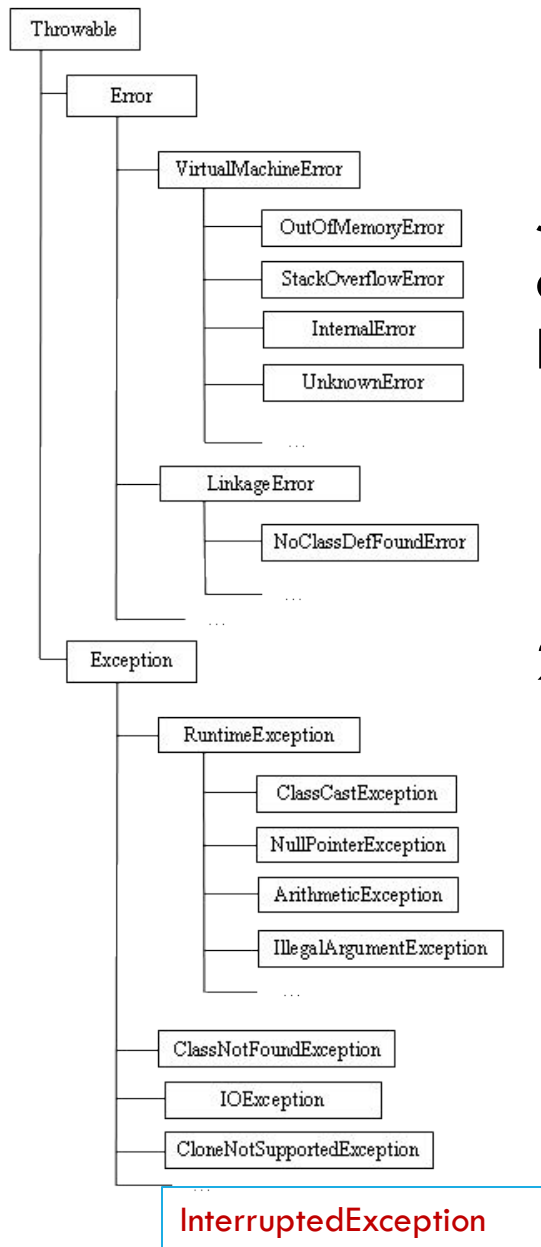 Throwable
Error
VirtualMachineError
OutOfMemoryError
StackOverflowError
InternalError
UnknownError
...
LinkageError
NoClassDefFoundError
...
...
Exception
RuntimeException
ClassCastException
NullPointerException
ArithmeticException
IllegalArgumentException
...
ClassNotFoundException
IOException
CloneNotSupportedException
...
InterruptedException